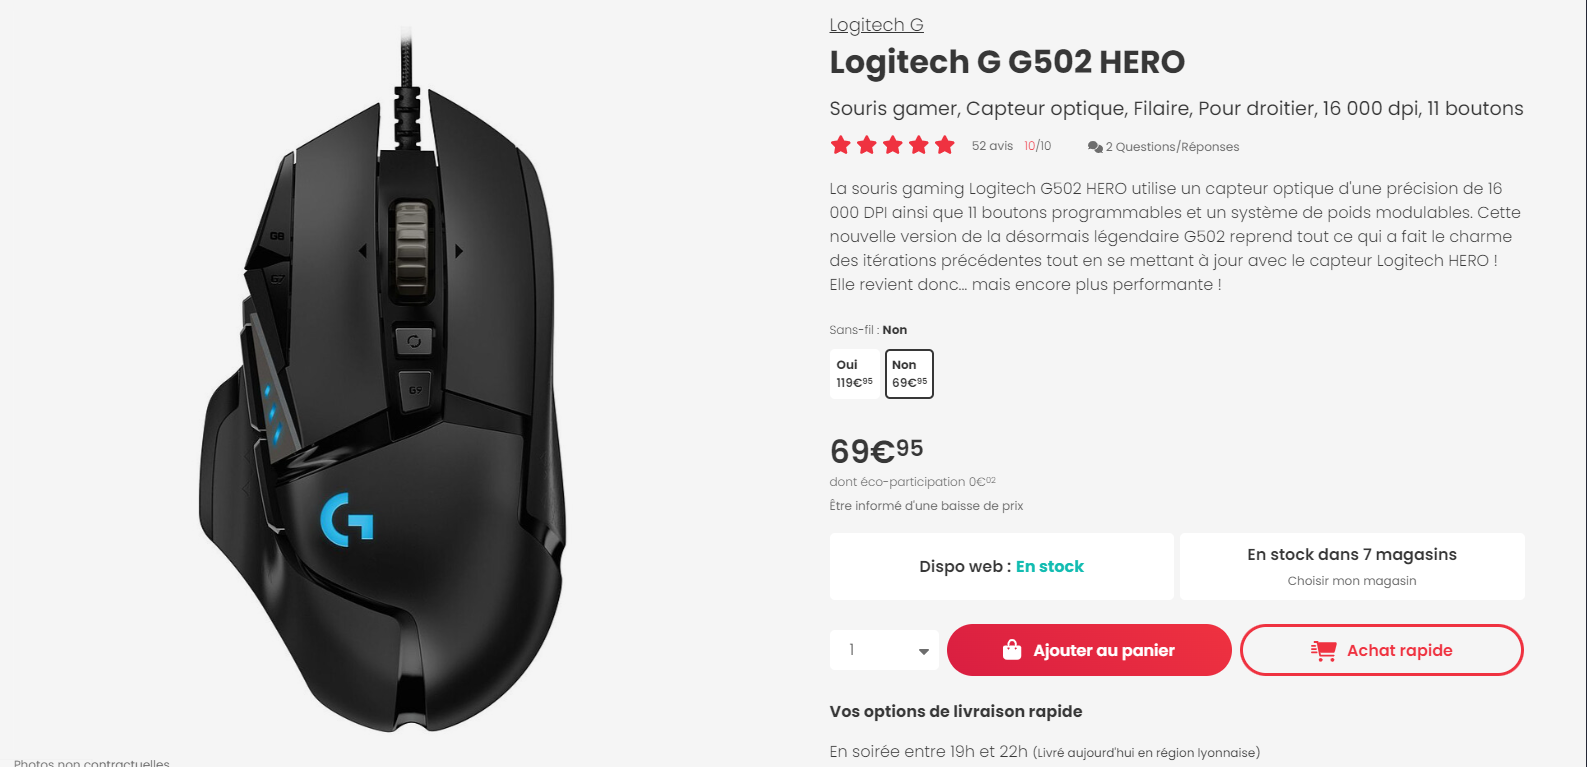 Logitech G
Logitech G G502 HERO
Souris gamer, Capteur optique, Filaire, Pour droitier, 16 000 dpi, 11 boutons
52 avis 10/10 2 Questions/Réponses
La souris gaming Logitech G502 HERO utilise un capteur optique d'une précision de 16
000 DPI ainsi que 11 boutons programmables et un système de poids modulables. Cette
nouvelle version de la désormais légendaire G502 reprend tout ce qui a fait le charme
des itérations précédentes tout en se mettant à jour avec le capteur Logitech HERO !
Elle revient donc... mais encore plus performante !
Sans-fil : Non
Oui
119€95
Non
69€95
69€95
dont éco-participation 0€02
Être informé d'une baisse de prix
Dispo web : En stock
En stock dans 7 magasins
Choisir mon magasin
1
Ajouter au panier
Achat rapide
Vos options de livraison rapide
En soirée entre 19h et 22h (Livré aujourd'hui en région lyonnaise)
G8
G7
G9
G
Photos non contractuelles